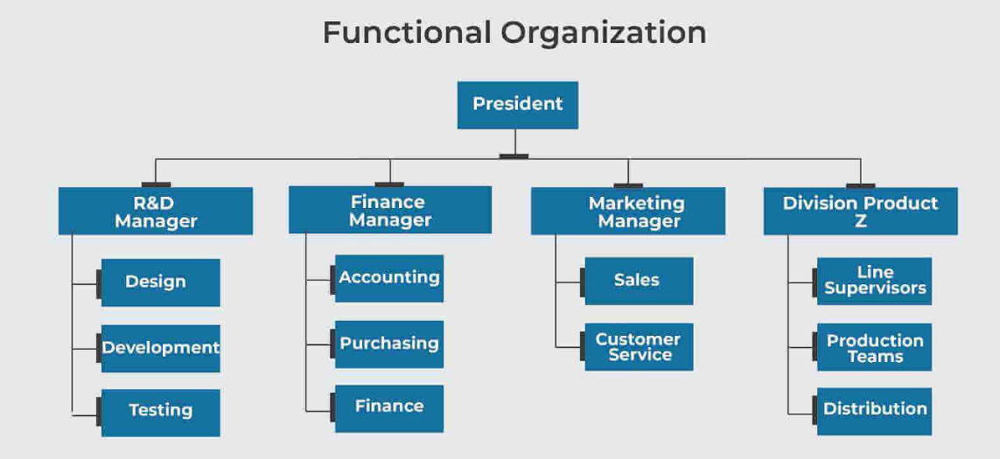 Functional Organization
President
R&D
Manager
Finance
Manager
Marketing
Manager
Division Product
Z
Design
Development
Testing
Accounting
Purchasing
Finance
Sales
Customer
Service
Line
Supervisors
Production
Teams
Distribution